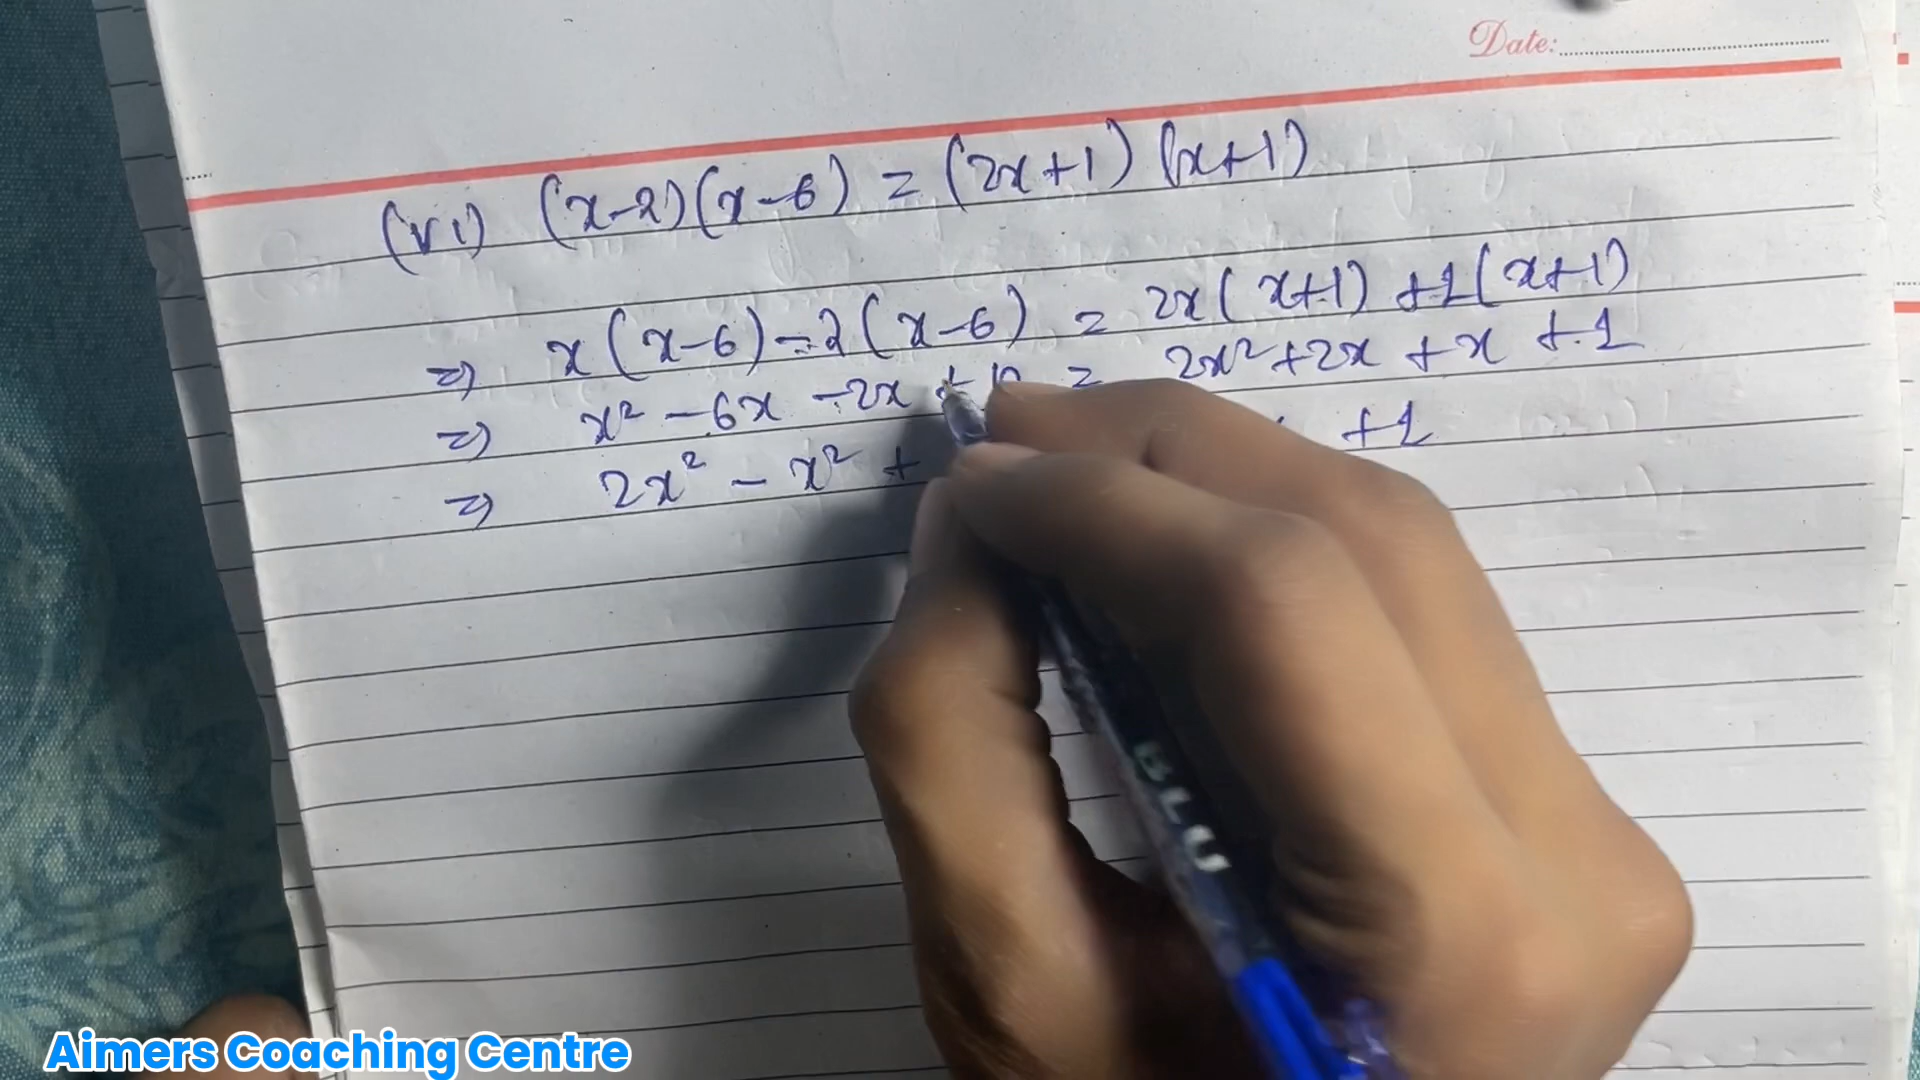 Date:
(vi) (x-2)(x-6) = (2x+1)(x+1)
⇒ x(x-6)-2(x-6) = 2x(x+1)+1(x+1)
⇒ x² - 6x - 2x + = 2x²+2x + x + 1
⇒ 2x² - x² + +1
BLU
Aimers Coaching Centre